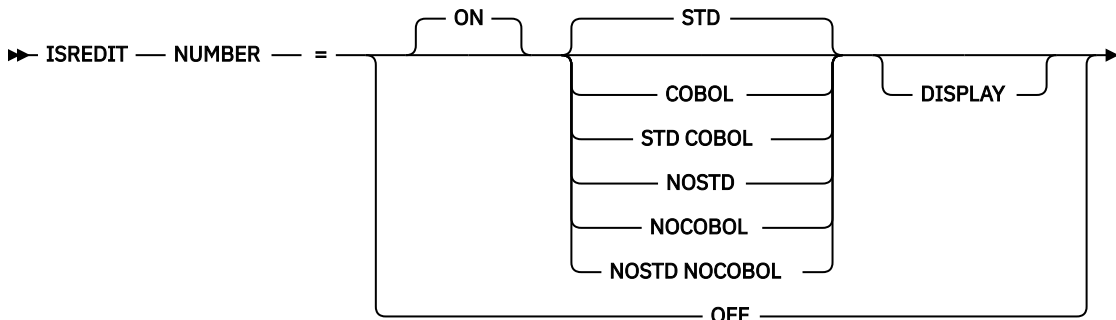 ON
STD
ISREDIT NUMBER =
COBOL
DISPLAY
STD COBOL
NOSTD
NOCOBOL
NOSTD NOCOBOL
OFF